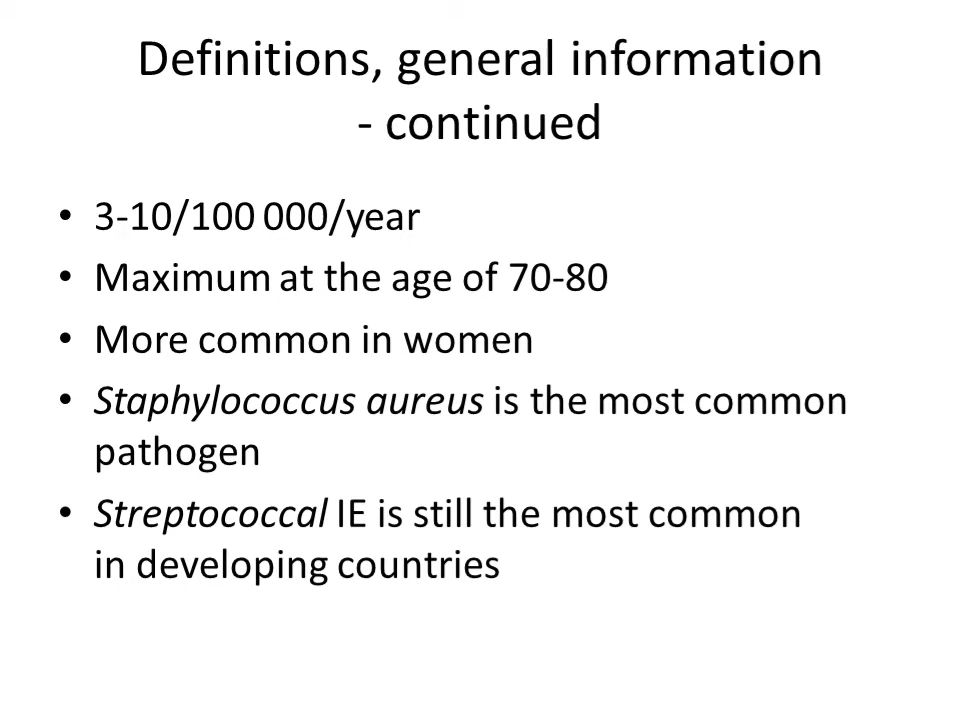 Definitions, general information
- continued
• 3-10/100 000/year
• Maximum at the age of 70-80
• More common in women
• Staphylococcus aureus is the most common
pathogen
• Streptococcal IE is still the most common
in developing countries